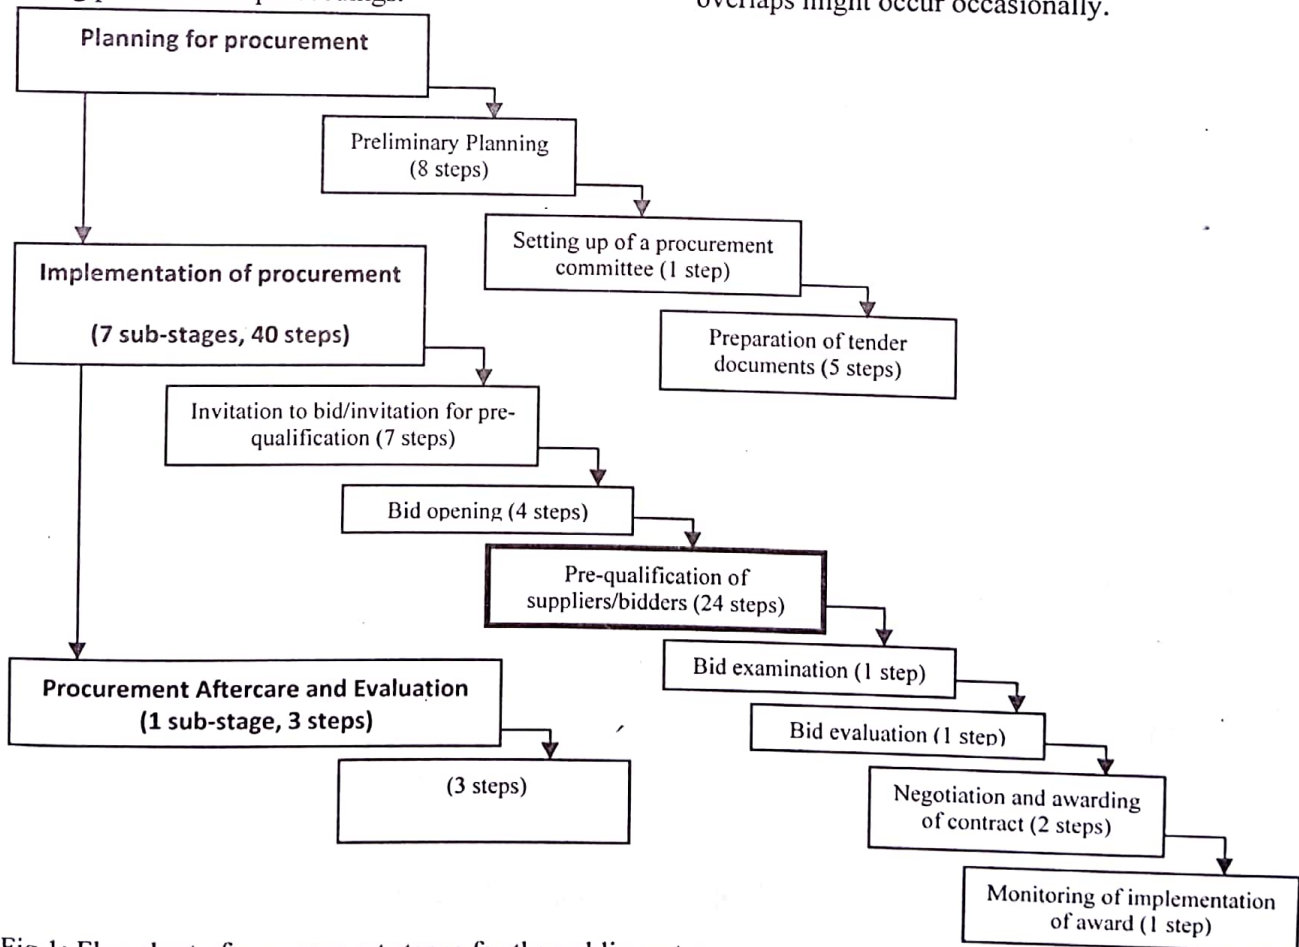 overlaps might occur occasionally.
Planning for procurement
Preliminary Planning
(8 steps)
Setting up of a procurement
committee (1 step)
Preparation of tender
documents (5 steps)
Implementation of procurement
(7 sub-stages, 40 steps)
Invitation to bid/invitation for pre-
qualification (7 steps)
Bid opening (4 steps)
Pre-qualification of
suppliers/bidders (24 steps)
Bid examination (1 step)
Bid evaluation (1 step)
Negotiation and awarding
of contract (2 steps)
Monitoring of implementation
of award (1 step)
Procurement Aftercare and Evaluation
(1 sub-stage, 3 steps)
(3 steps)